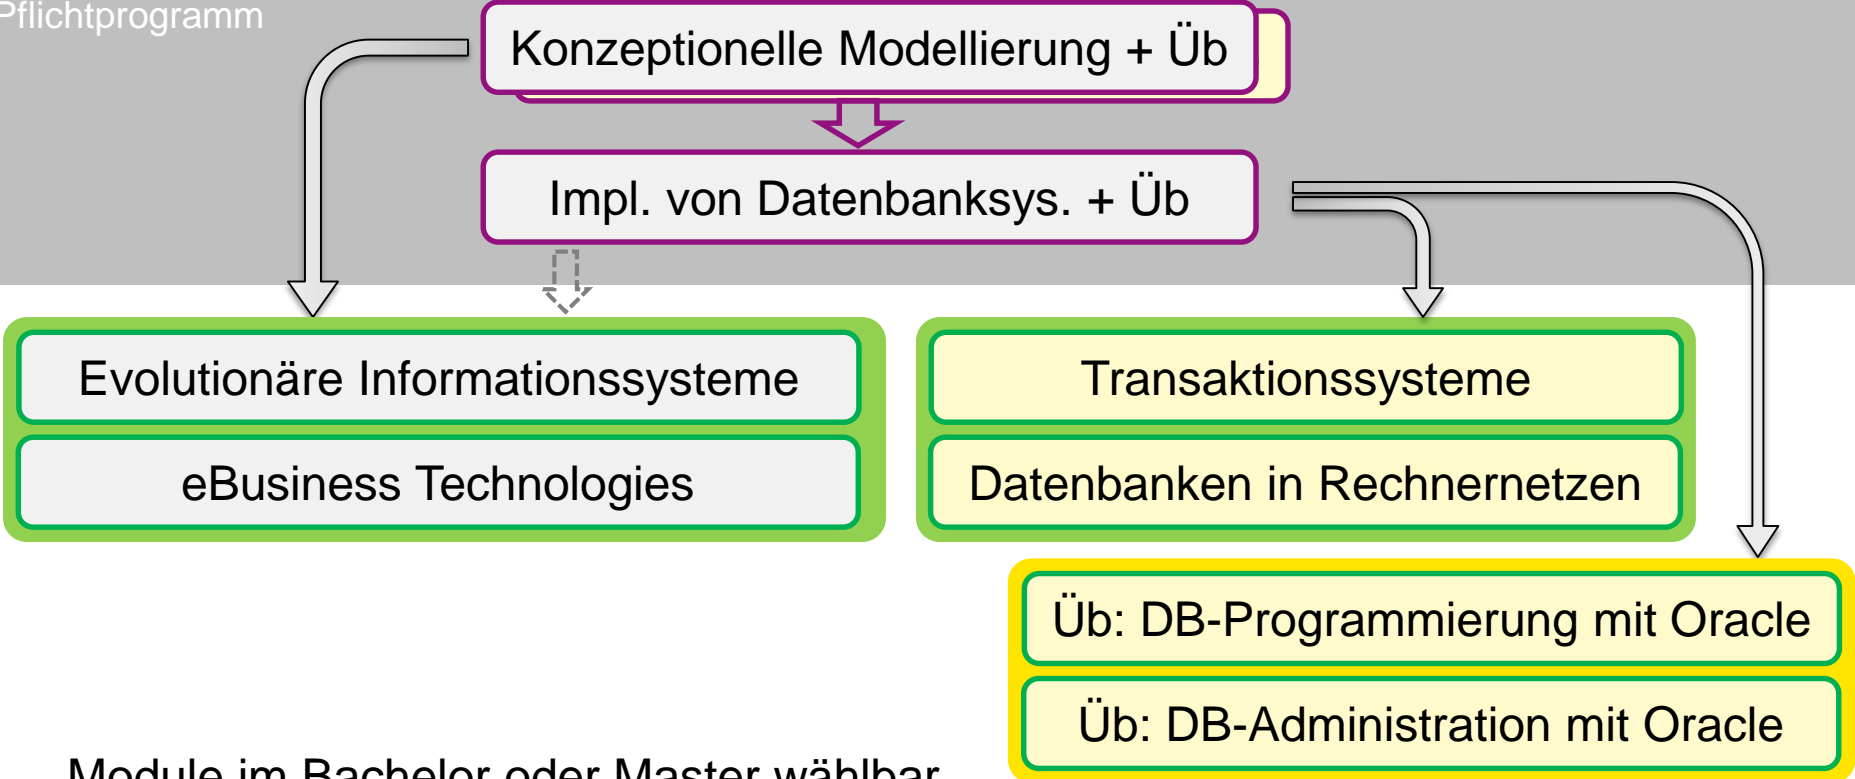 Pflichtprogramm
Konzeptionelle Modellierung + Üb
Impl. von Datenbanksys. + Üb
Evolutionäre Informationssysteme
eBusiness Technologies
Transaktionssysteme
Datenbanken in Rechnernetzen
Üb: DB-Programmierung mit Oracle
Üb: DB-Administration mit Oracle
Module im Bachelor oder Master wählbar